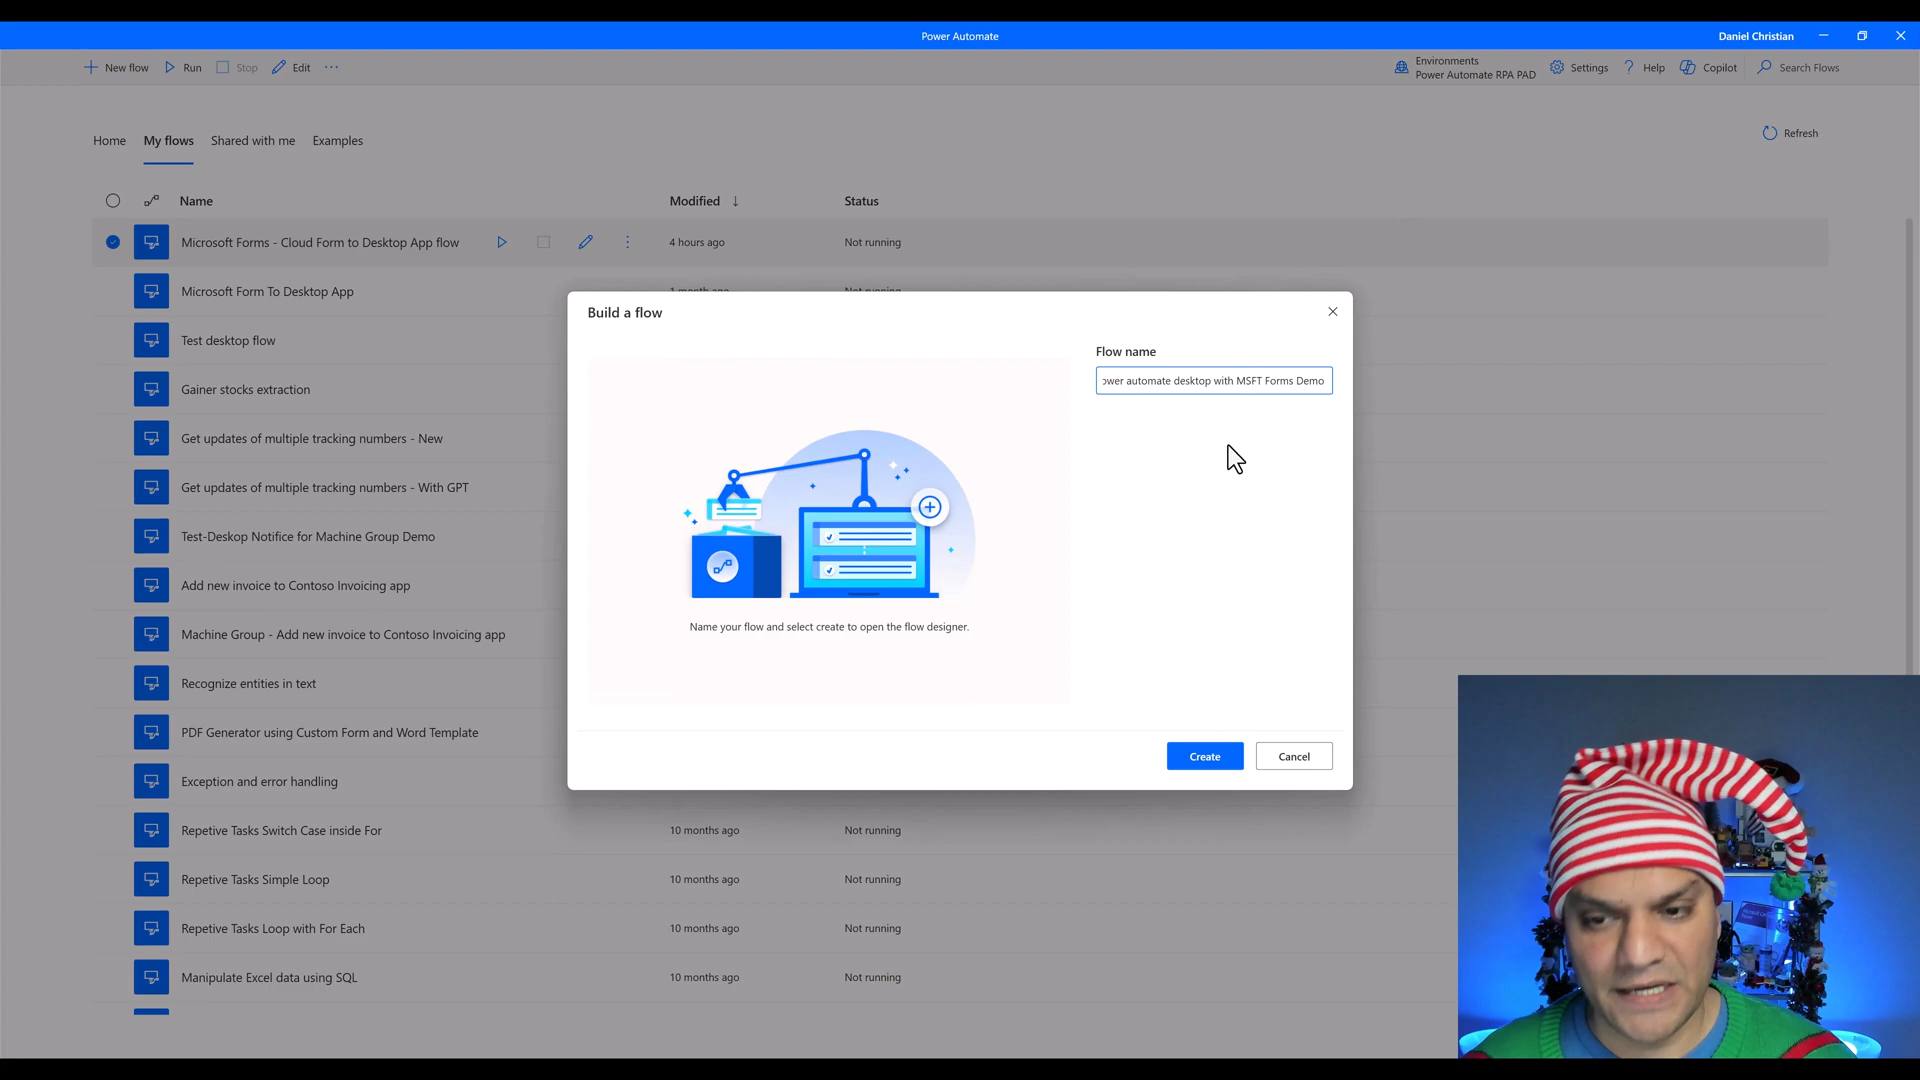 Power Automate
Daniel Christian
New flow
Run
Stop
Edit
Environments
Power Automate RPA PAD
Settings
Help
Copilot
Search Flows
Home
My flows
Shared with me
Examples
Refresh
Name
Modified
Status
Microsoft Forms - Cloud Form to Desktop App flow
4 hours ago
Not running
Microsoft Form To Desktop App
1 month ago
Not running
Test desktop flow
Gainer stocks extraction
Get updates of multiple tracking numbers - New
Get updates of multiple tracking numbers - With GPT
Test-Deskop Notifice for Machine Group Demo
Add new invoice to Contoso Invoicing app
Machine Group - Add new invoice to Contoso Invoicing app
Recognize entities in text
PDF Generator using Custom Form and Word Template
Exception and error handling
Repetive Tasks Switch Case inside For
10 months ago
Not running
Repetive Tasks Simple Loop
10 months ago
Not running
Repetive Tasks Loop with For Each
10 months ago
Not running
Manipulate Excel data using SQL
10 months ago
Not running
Build a flow
Flow name
ower automate desktop with MSFT Forms Demo
Name your flow and select create to open the flow designer.
Create
Cancel